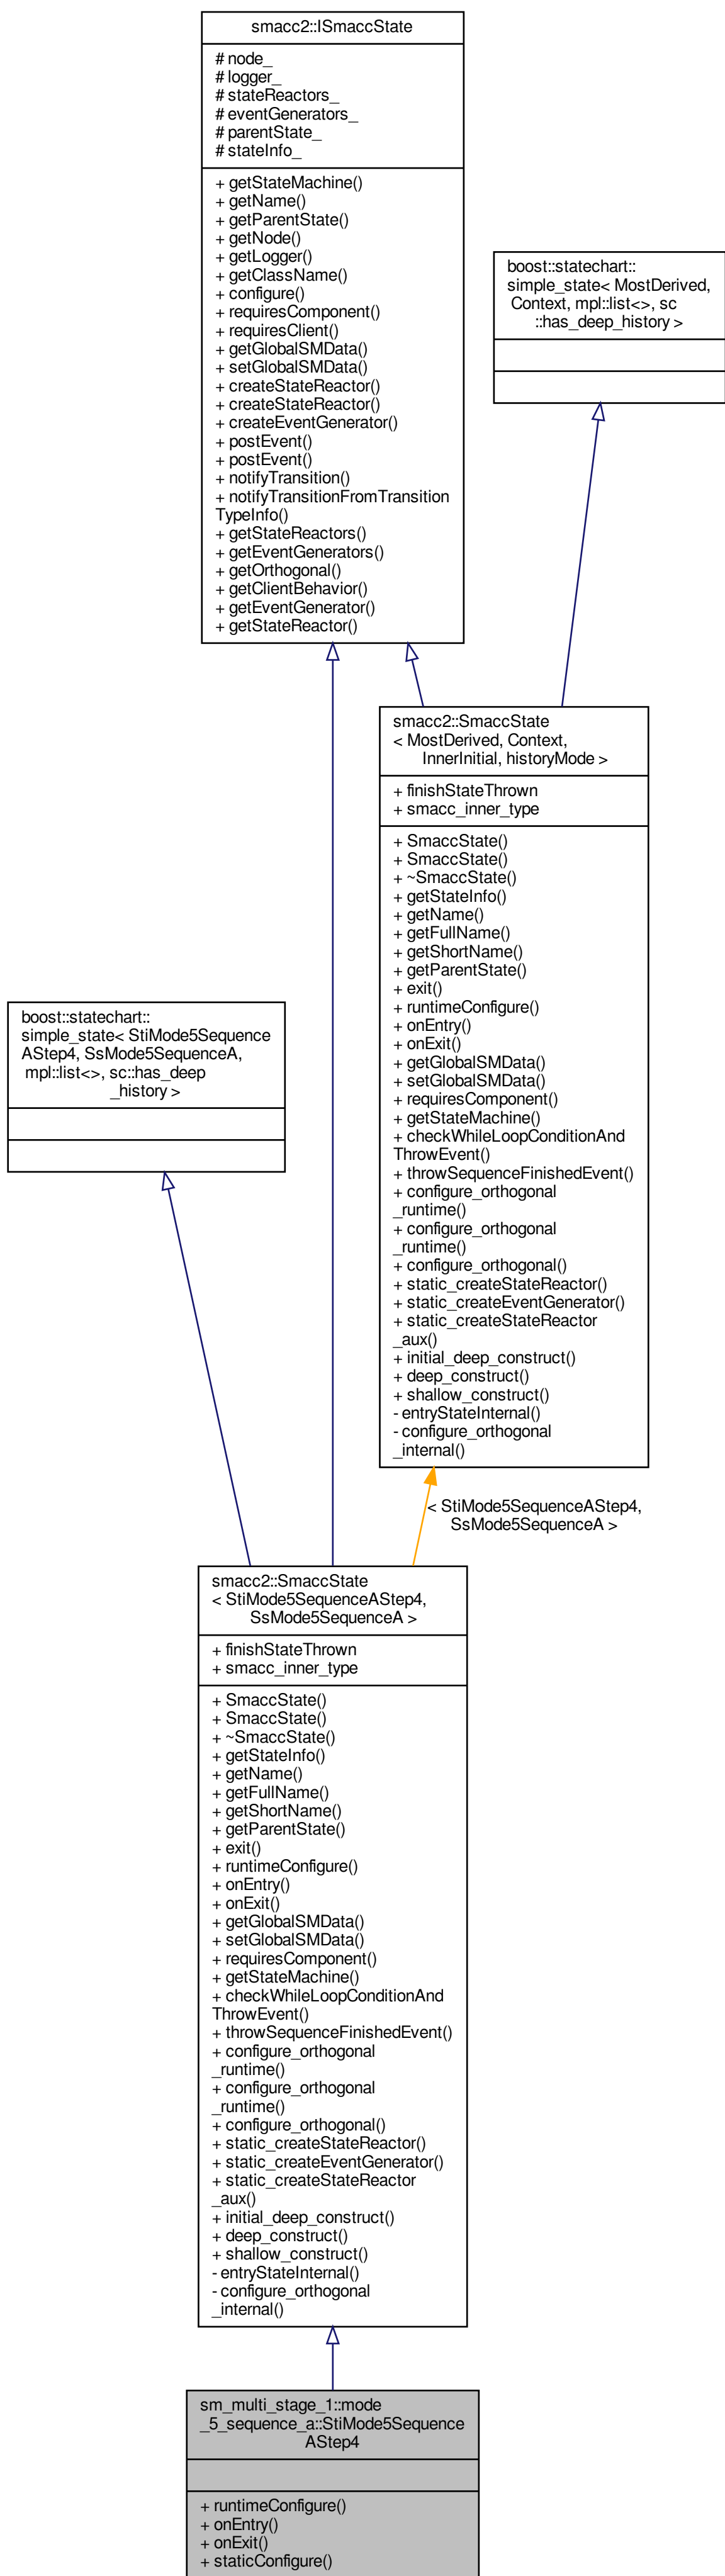 smacc2::ISmaccState
# node_
# logger_
# stateReactors_
# eventGenerators_
# parentState_
# stateInfo_
+ getStateMachine()
+ getName()
+ getParentState()
+ getNode()
+ getLogger()
+ getClassName()
+ configure()
+ requiresComponent()
+ requiresClient()
+ getGlobalSMData()
+ setGlobalSMData()
+ createStateReactor()
+ createStateReactor()
+ createEventGenerator()
+ postEvent()
+ postEvent()
+ notifyTransition()
+ notifyTransitionFromTransition
TypeInfo()
+ getStateReactors()
+ getEventGenerators()
+ getOrthogonal()
+ getClientBehavior()
+ getEventGenerator()
+ getStateReactor()
boost::statechart::
simple_state< MostDerived,
Context, mpl::list<>, sc
::has_deep_history >
smacc2::SmaccState
< MostDerived, Context,
InnerInitial, historyMode >
+ finishStateThrown
+ smacc_inner_type
+ SmaccState()
+ SmaccState()
+ ~SmaccState()
+ getStateInfo()
+ getName()
+ getFullName()
+ getShortName()
+ getParentState()
+ exit()
+ runtimeConfigure()
+ onEntry()
+ onExit()
+ getGlobalSMData()
+ setGlobalSMData()
+ requiresComponent()
+ getStateMachine()
+ checkWhileLoopConditionAnd
ThrowEvent()
+ throwSequenceFinishedEvent()
+ configure_orthogonal
_runtime()
+ configure_orthogonal
_runtime()
+ configure_orthogonal()
+ static_createStateReactor()
+ static_createEventGenerator()
+ static_createStateReactor
_aux()
+ initial_deep_construct()
+ deep_construct()
+ shallow_construct()
- entryStateInternal()
- configure_orthogonal
_internal()
boost::statechart::
simple_state< StiMode5Sequence
AStep4, SsMode5SequenceA,
mpl::list<>, sc::has_deep
_history >
< StiMode5SequenceAStep4,
SsMode5SequenceA >
smacc2::SmaccState
< StiMode5SequenceAStep4,
SsMode5SequenceA >
+ finishStateThrown
+ smacc_inner_type
+ SmaccState()
+ SmaccState()
+ ~SmaccState()
+ getStateInfo()
+ getName()
+ getFullName()
+ getShortName()
+ getParentState()
+ exit()
+ runtimeConfigure()
+ onEntry()
+ onExit()
+ getGlobalSMData()
+ setGlobalSMData()
+ requiresComponent()
+ getStateMachine()
+ checkWhileLoopConditionAnd
ThrowEvent()
+ throwSequenceFinishedEvent()
+ configure_orthogonal
_runtime()
+ configure_orthogonal
_runtime()
+ configure_orthogonal()
+ static_createStateReactor()
+ static_createEventGenerator()
+ static_createStateReactor
_aux()
+ initial_deep_construct()
+ deep_construct()
+ shallow_construct()
- entryStateInternal()
- configure_orthogonal
_internal()
sm_multi_stage_1::mode
_5_sequence_a::StiMode5Sequence
AStep4
+ runtimeConfigure()
+ onEntry()
+ onExit()
+ staticConfigure()